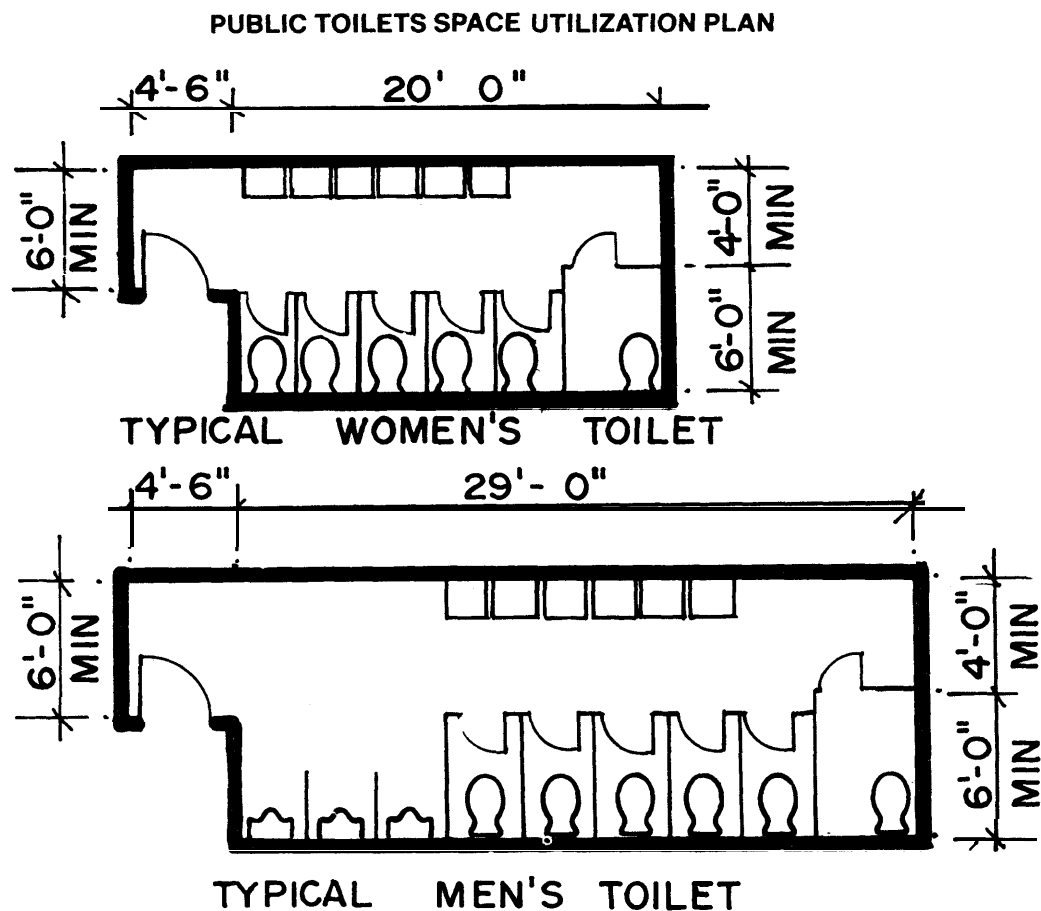 PUBLIC TOILETS SPACE UTILIZATION PLAN
4'-6" 20' 0"
6'-0" MIN
4'-0" MIN
6'-0" MIN
TYPICAL WOMEN'S TOILET
4'-6" 29'- 0"
6'-0" MIN
4'-0" MIN
6'-0" MIN
TYPICAL MEN'S TOILET